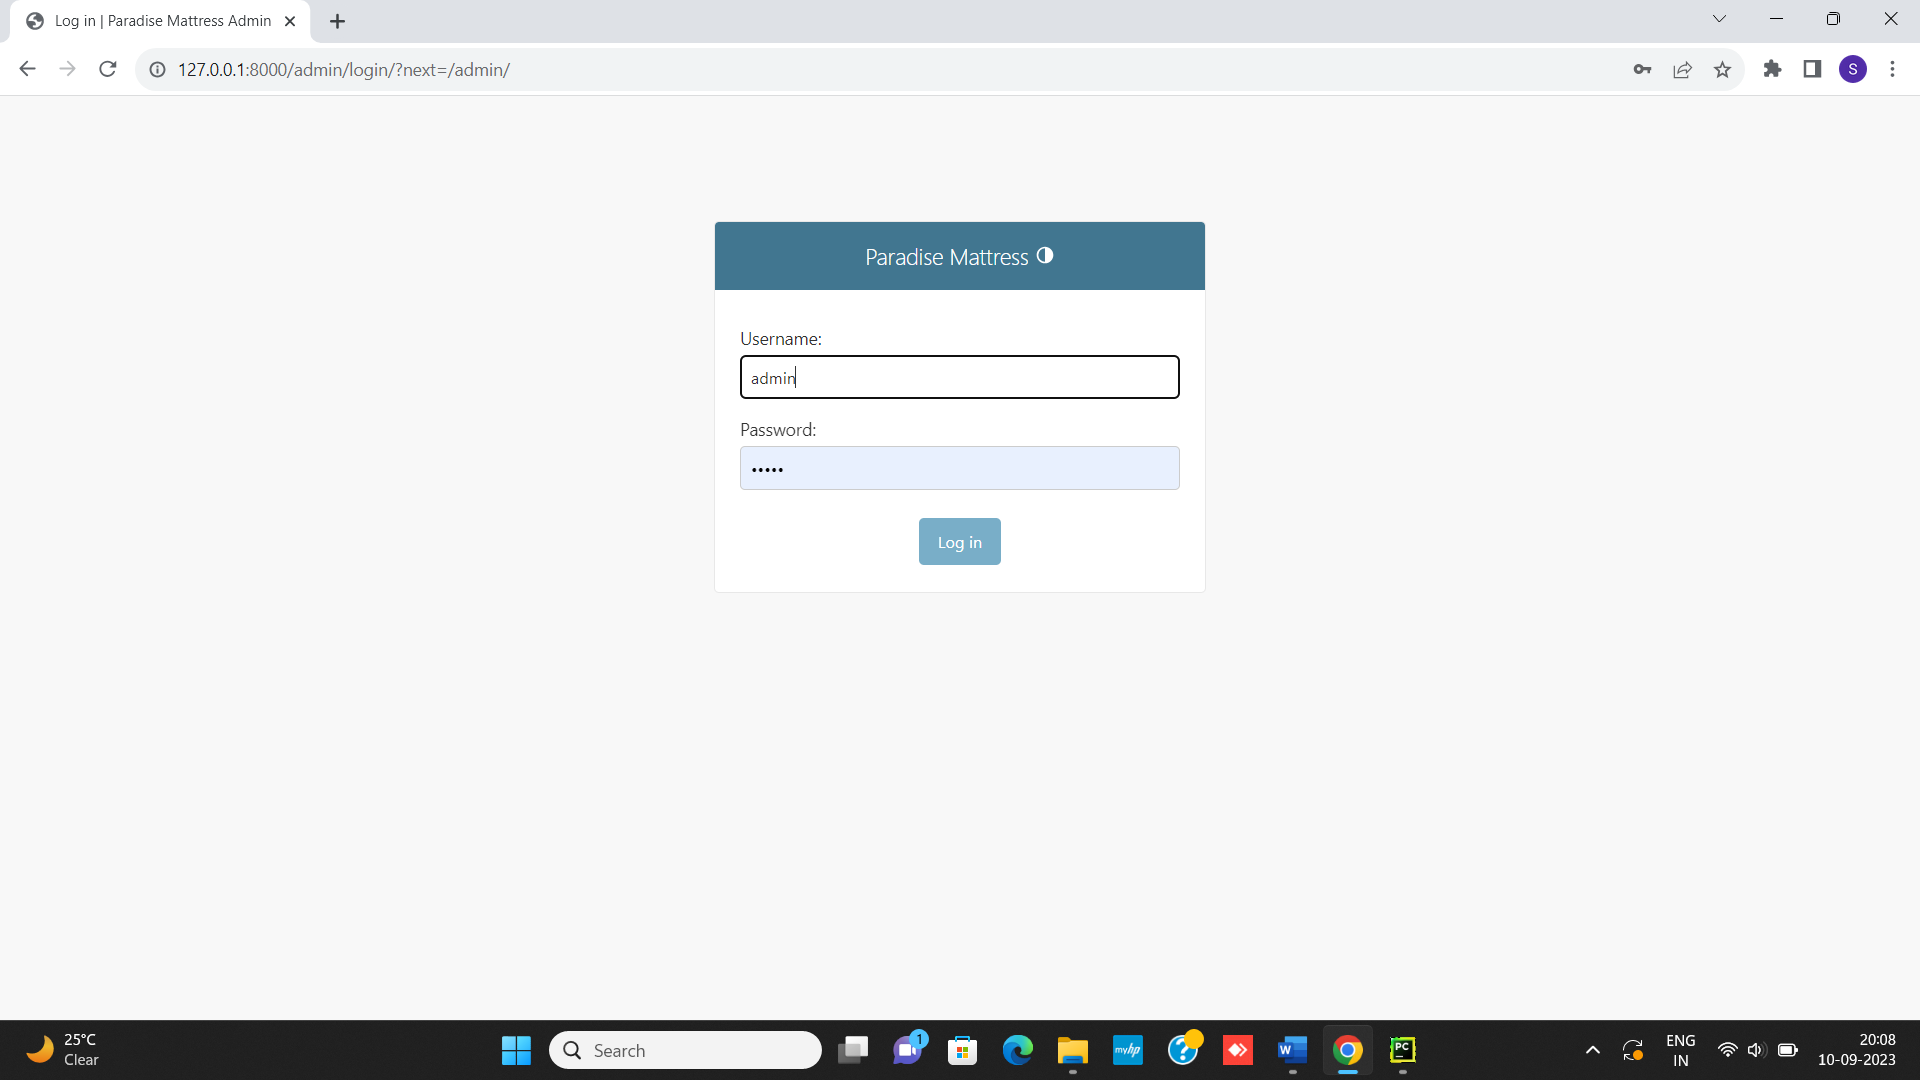 Log in | Paradise Mattress Admin
127.0.0.1:8000/admin/login/?next=/admin/
S
Paradise Mattress
Username:
admin
Password:
•••••
Log in
25°C
Clear
Search
1
myhp
?
W
PC
ENG
IN
20:08
10-09-2023